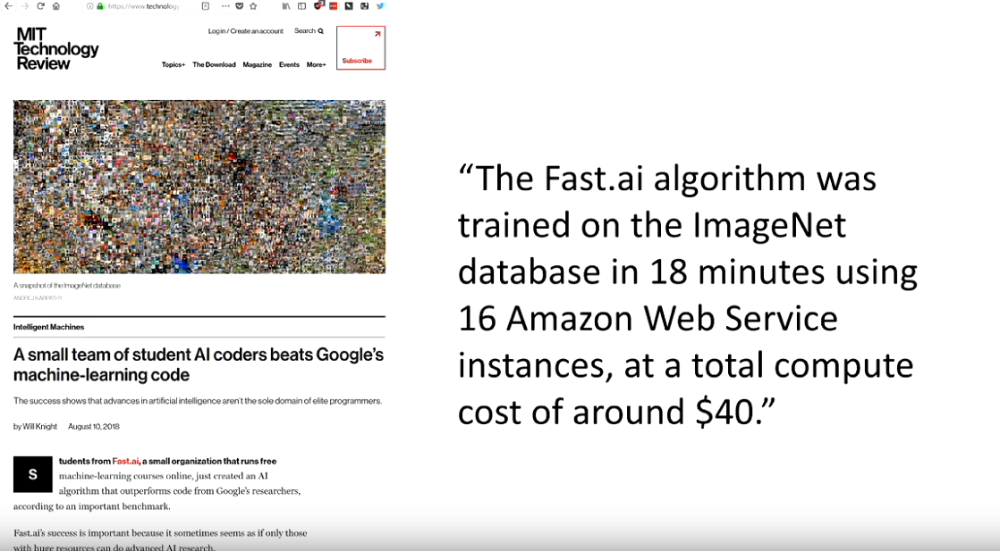 https://www.technology
MIT
Technology
Review
Log in / Create an account Search
Topics+ The Download Magazine Events More+
Subscribe
A snapshot of the ImageNet database
ANDREJ KARPATHY
Intelligent Machines
A small team of student AI coders beats Google’s
machine-learning code
The success shows that advances in artificial intelligence aren’t the sole domain of elite programmers.
by Will Knight August 10, 2018
Students from Fast.ai, a small organization that runs free
machine-learning courses online, just created an AI
algorithm that outperforms code from Google’s researchers,
according to an important benchmark.
Fast.ai’s success is important because it sometimes seems as if only those
with huge resources can do advanced AI research.
“The Fast.ai algorithm was
trained on the ImageNet
database in 18 minutes using
16 Amazon Web Service
instances, at a total compute
cost of around $40.”